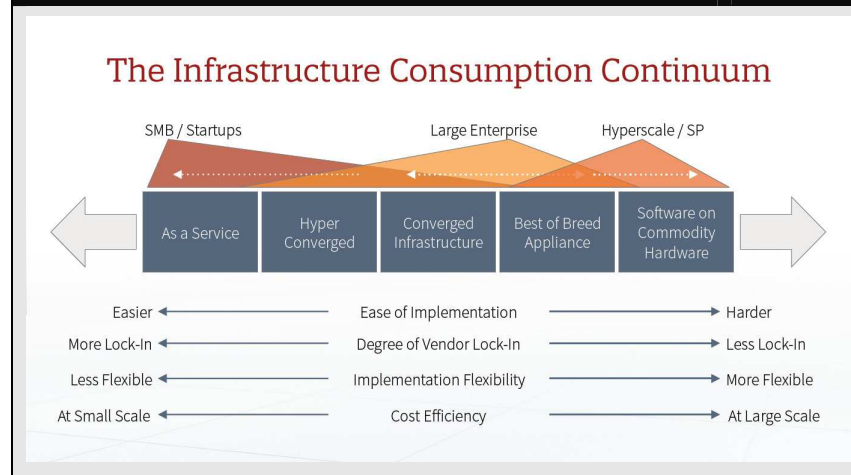 The Infrastructure Consumption Continuum
SMB / Startups
Large Enterprise
Hyperscale / SP
As a Service
Hyper
Converged
Converged
Infrastructure
Best of Breed
Appliance
Software on
Commodity
Hardware
Easier
Ease of Implementation
Harder
More Lock-In
Degree of Vendor Lock-In
Less Lock-In
Less Flexible
Implementation Flexibility
More Flexible
At Small Scale
Cost Efficiency
At Large Scale